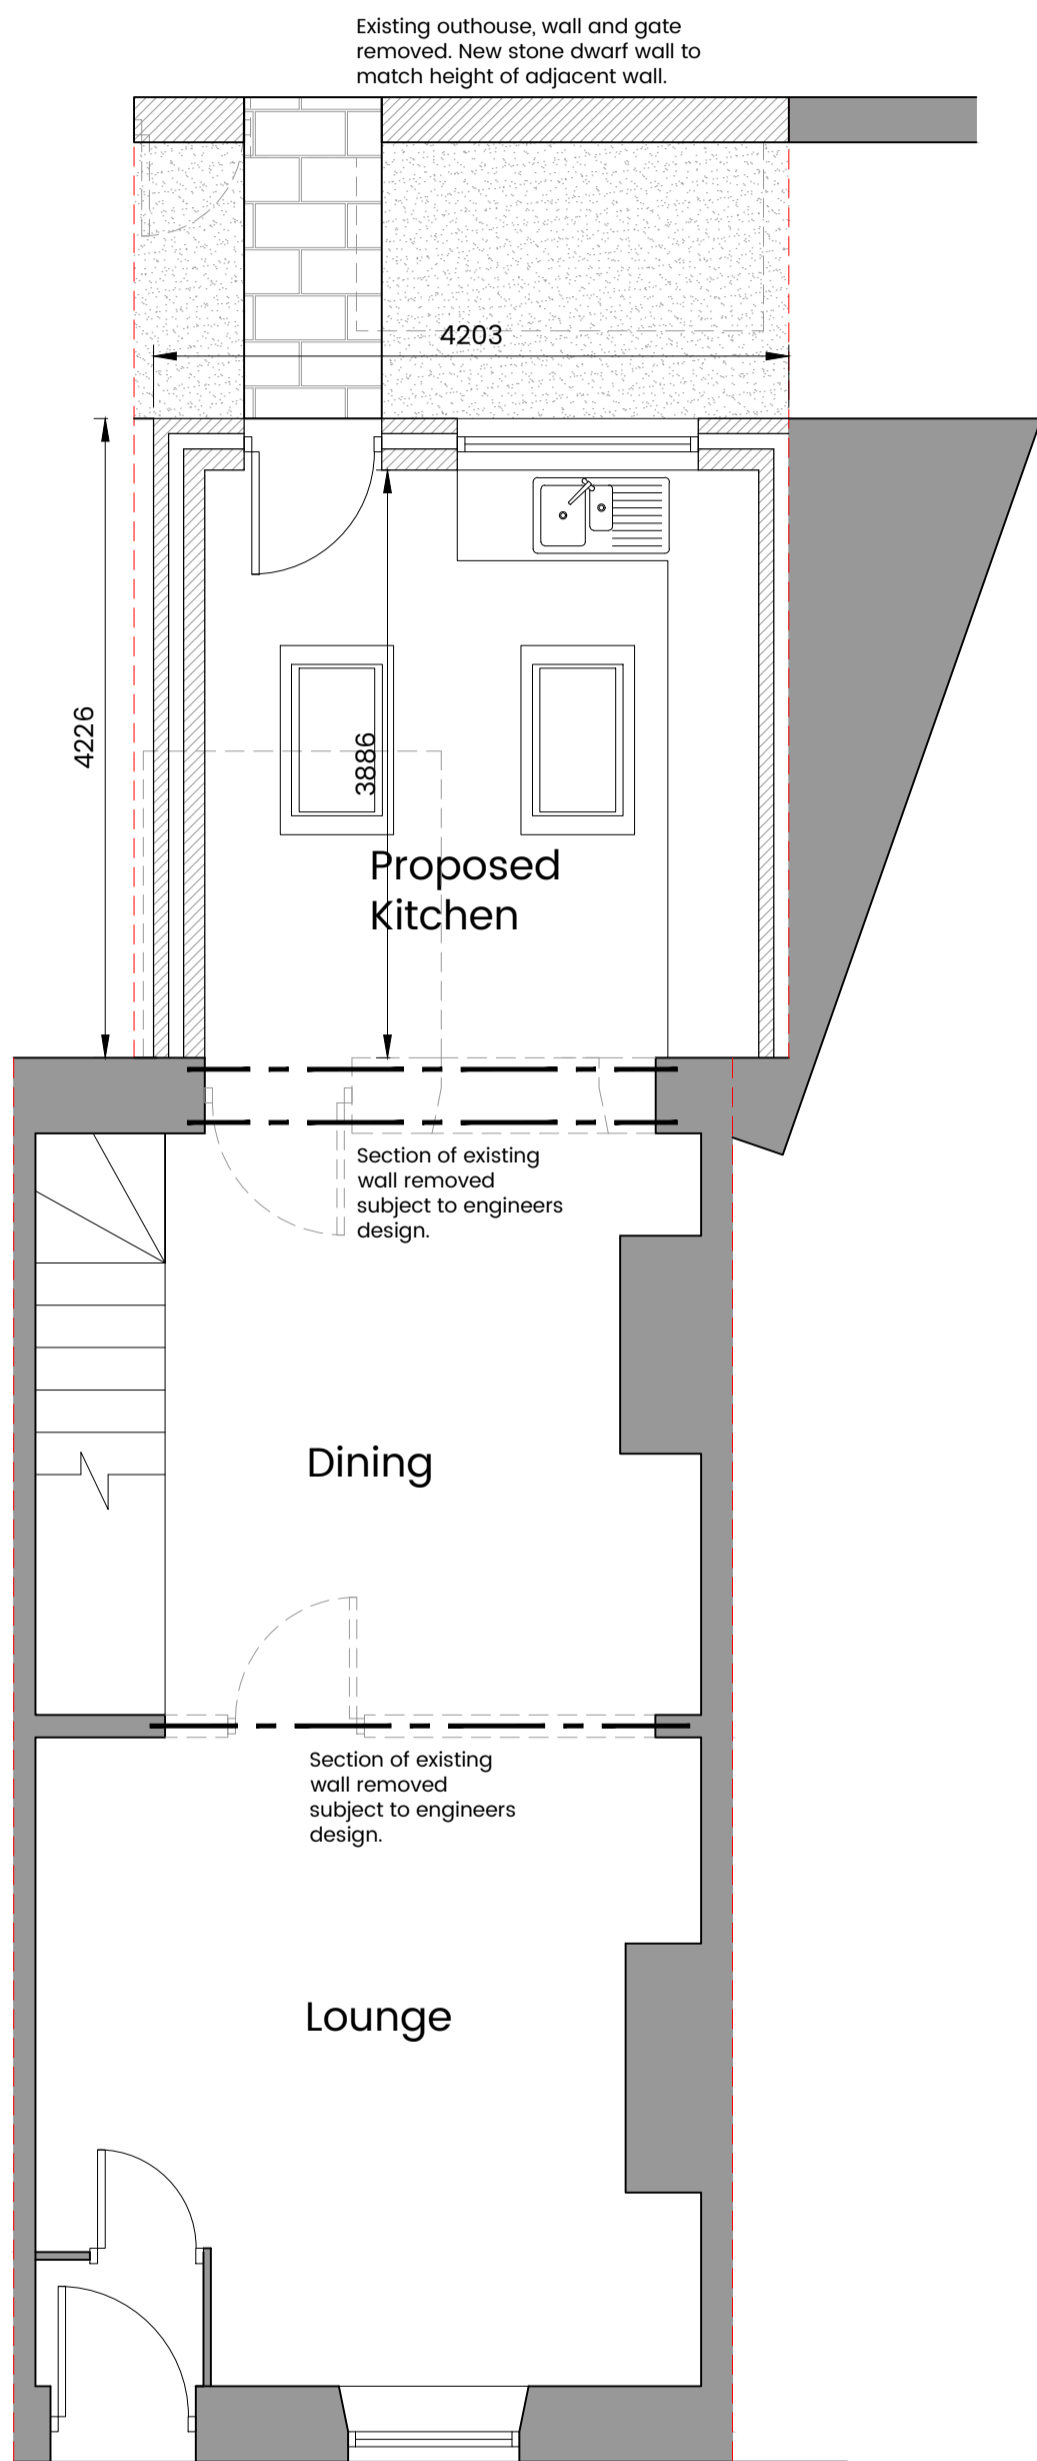 Existing outhouse, wall and gate
removed. New stone dwarf wall to
match height of adjacent wall.
4203
4226
3886
Proposed
Kitchen
Section of existing
wall removed
subject to engineers
design.
Dining
Section of existing
wall removed
subject to engineers
design.
Lounge